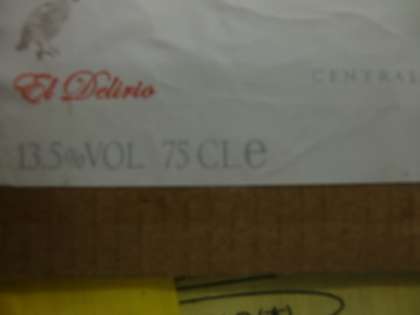 El Delirio
CENTRAL
13.5%VOL 75 CL e